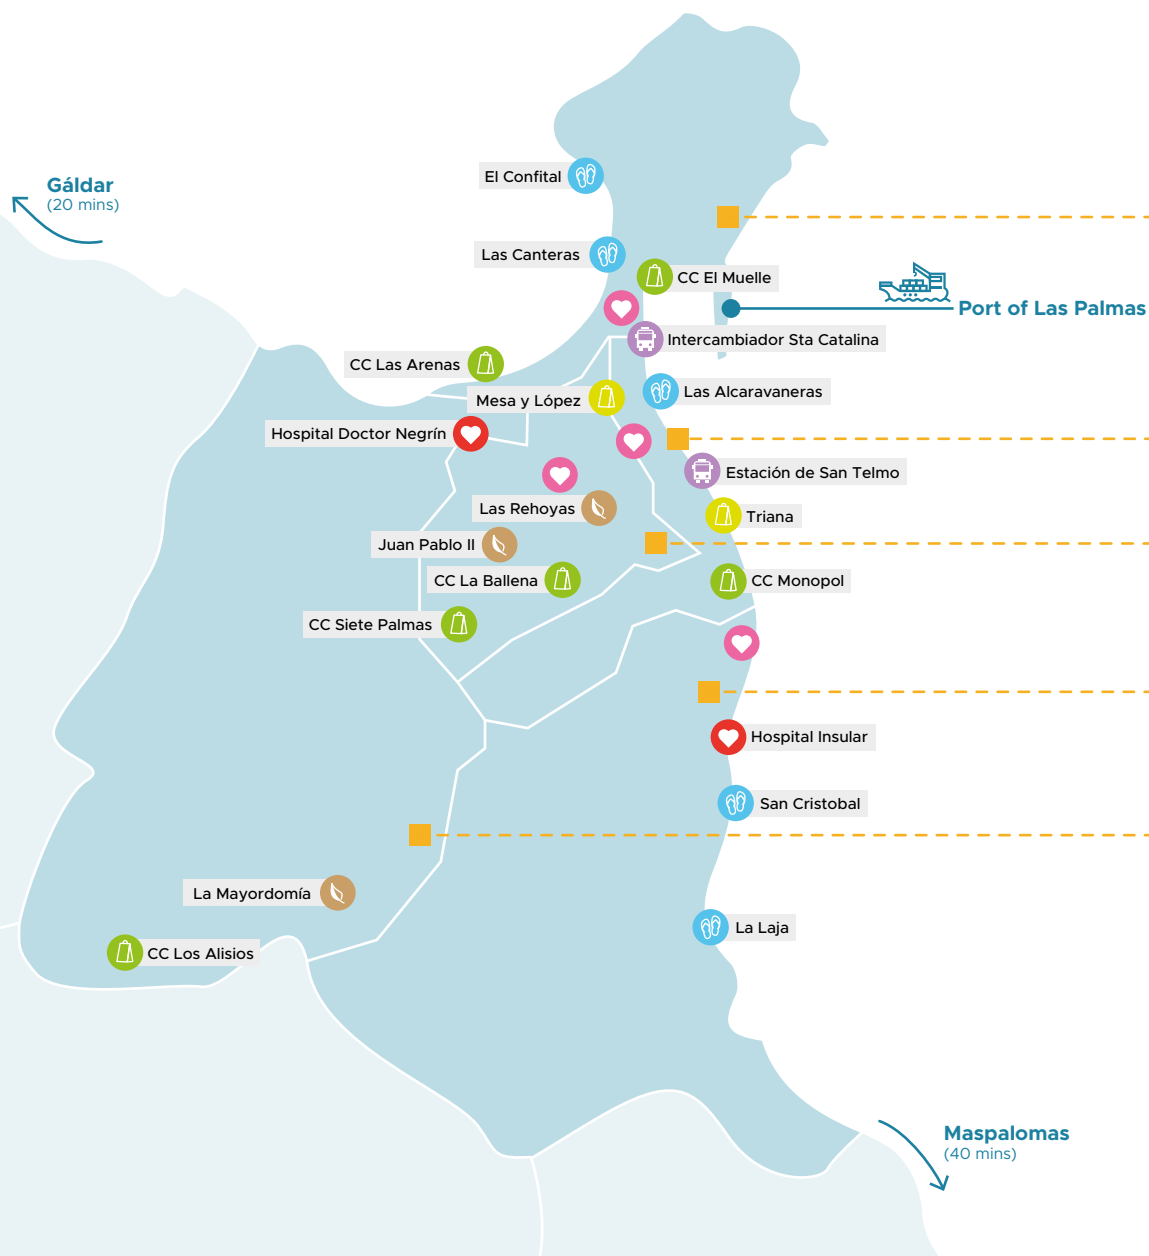 El Confital
Gáldar
(20 mins)
Las Canteras
CC El Muelle
Port of Las Palmas
Intercambiador Sta Catalina
CC Las Arenas
Las Alcaravaneras
Mesa y López
Hospital Doctor Negrín
Estación de San Telmo
Las Rehoyas
Triana
Juan Pablo II
CC La Ballena
CC Monopol
CC Siete Palmas
Hospital Insular
San Cristobal
La Mayordomía
La Laja
CC Los Alisios
Maspalomas
(40 mins)